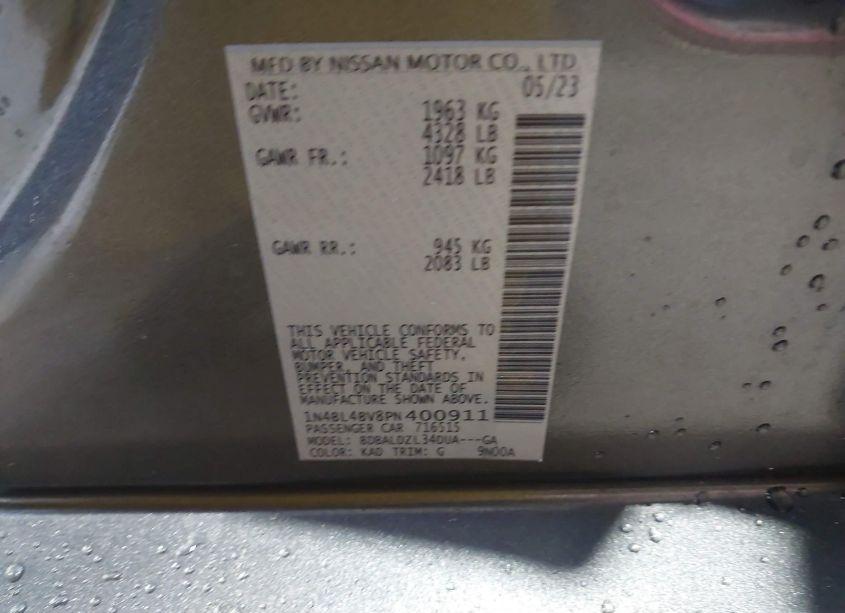 MFD BY NISSAN MOTOR CO., LTD
DATE: 05/23
GVWR: 1963 KG
4328 LB
GAWR FR.: 1097 KG
2418 LB
GAWR RR.: 945 KG
2083 LB
THIS VEHICLE CONFORMS TO
ALL APPLICABLE FEDERAL
MOTOR VEHICLE SAFETY,
BUMPER, AND THEFT
PREVENTION STANDARDS IN
EFFECT ON THE DATE OF
MANUFACTURE SHOWN ABOVE.
1N4BL4BV8PN400911
PASSENGER CAR 716515
MODEL: BDBALDZL34DUA---GA
COLOR: KAD TRIM: G 9N00A